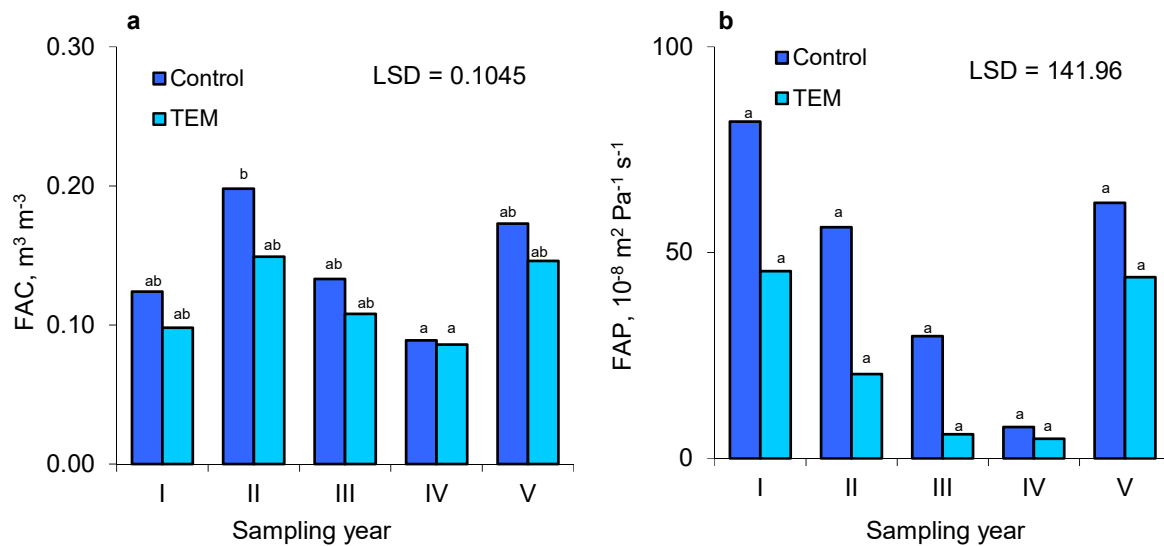 a
0.30
0.20
0.10
0.00
FAC, m³ m⁻³
Control
TEM
LSD = 0.1045
ab ab b ab ab ab a a ab ab
I II III IV V
Sampling year
b
100
50
0
FAP, 10⁻⁸ m² Pa⁻¹ s⁻¹
Control
TEM
LSD = 141.96
a a a a a a a a a a
I II III IV V
Sampling year